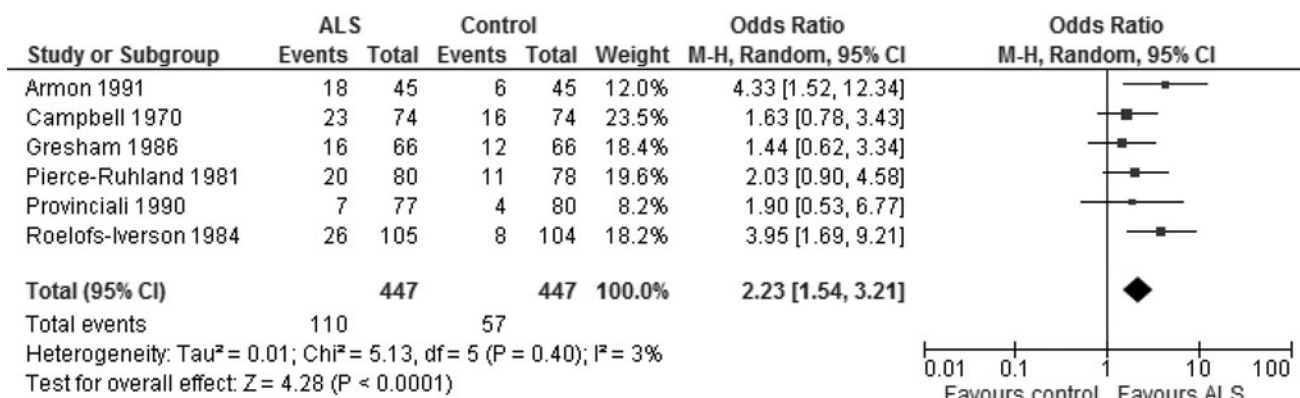 ALS Control Odds Ratio Odds Ratio
Study or Subgroup Events Total Events Total Weight M-H, Random, 95% CI M-H, Random, 95% CI
Armon 1991 18 45 6 45 12.0% 4.33 [1.52, 12.34]
Campbell 1970 23 74 16 74 23.5% 1.63 [0.78, 3.43]
Gresham 1986 16 66 12 66 18.4% 1.44 [0.62, 3.34]
Pierce-Ruhland 1981 20 80 11 78 19.6% 2.03 [0.90, 4.58]
Provinciali 1990 7 77 4 80 8.2% 1.90 [0.53, 6.77]
Roelofs-Iverson 1984 26 105 8 104 18.2% 3.95 [1.69, 9.21]
Total (95% CI) 447 447 100.0% 2.23 [1.54, 3.21]
Total events 110 57
Heterogeneity: Tau² = 0.01; Chi² = 5.13, df = 5 (P = 0.40); I² = 3%
Test for overall effect: Z = 4.28 (P < 0.0001)
0.01 0.1 1 10 100
Favours control Favours ALS